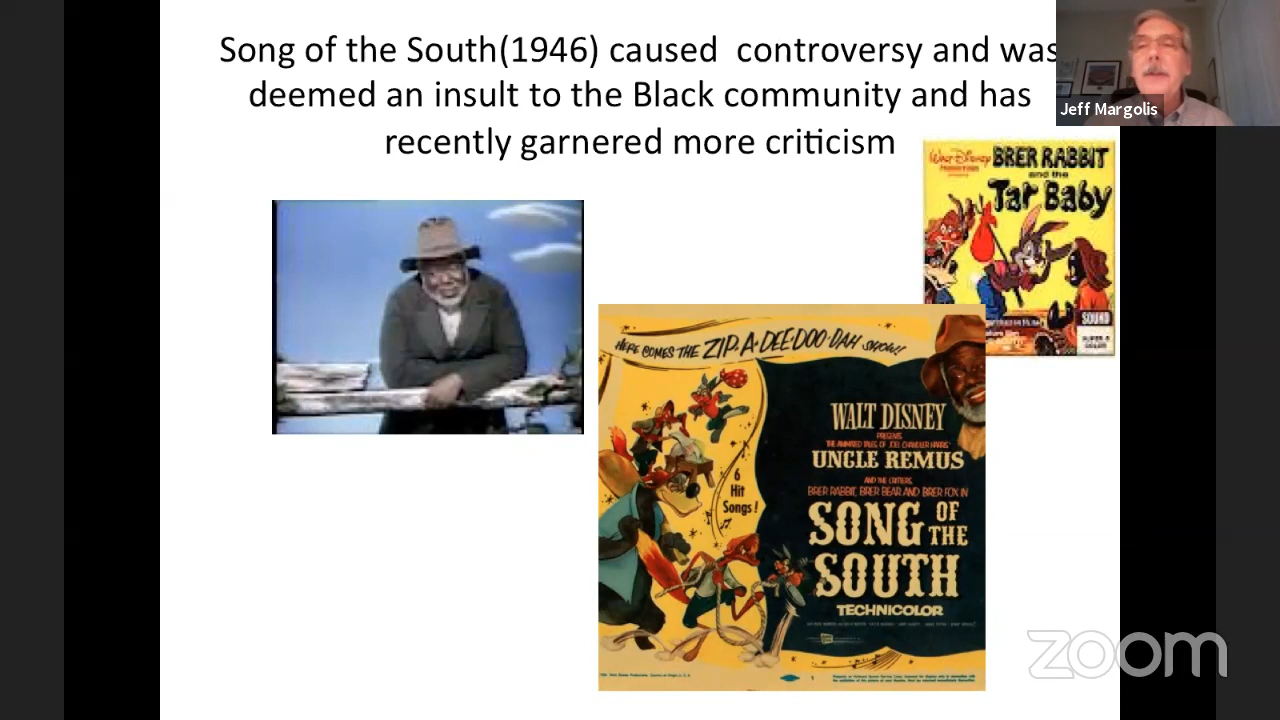 Song of the South(1946) caused  controversy and was
deemed an insult to the Black community and has
recently garnered more criticism
Jeff Margolis
Walt Disney
BRER RABBIT
and the
Tar Baby
SOUND
HERE COMES THE ZIP-A-DEE-DOO-DAH SHOW!
WALT DISNEY
PRESENTS
THE ANIMATED TALES OF JOEL CHANDLER HARRIS'
UNCLE REMUS
AND THE CRITTERS,
BRER RABBIT, BRER BEAR AND BRER FOX IN
SONG OF THE
SOUTH
TECHNICOLOR
6
Hit
Songs!
zoom